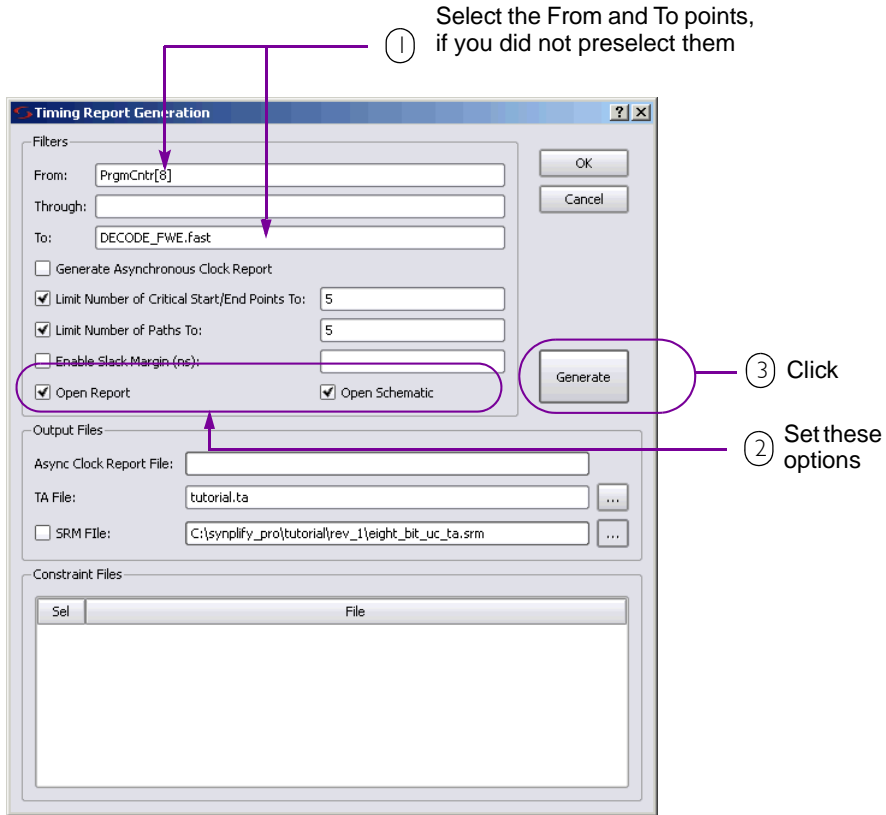 Select the From and To points,
if you did not preselect them
1
Timing Report Generation
Filters
From: PrgmCntr[8]
OK
Through:
Cancel
To: DECODE_FWE.fast
Generate Asynchronous Clock Report
Limit Number of Critical Start/End Points To: 5
Limit Number of Paths To: 5
Enable Slack Margin (ns):
Generate
3 Click
Open Report Open Schematic
2 Set these
options
Output Files
Async Clock Report File:
TA File: tutorial.ta ...
SRM FIle: C:\synplify_pro\tutorial\rev_1\eight_bit_uc_ta.srm ...
Constraint Files
Sel File